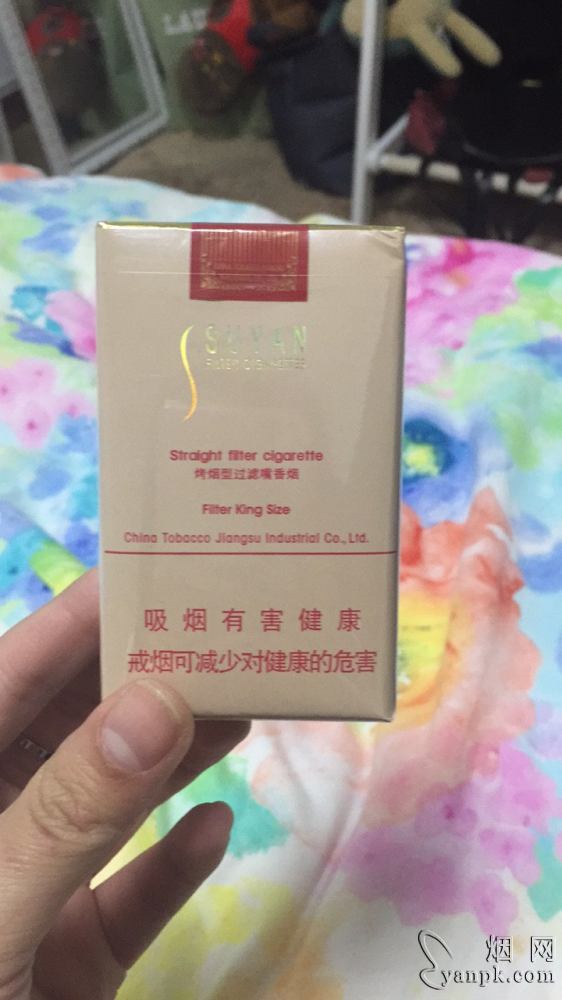 SUYAN
FILTER CIGARETTES
Straight filter cigarette
烤烟型过滤嘴香烟
Filter King Size
China Tobacco Jiangsu Industrial Co., Ltd.
吸烟有害健康
戒烟可减少对健康的危害
烟网
yanpk.com